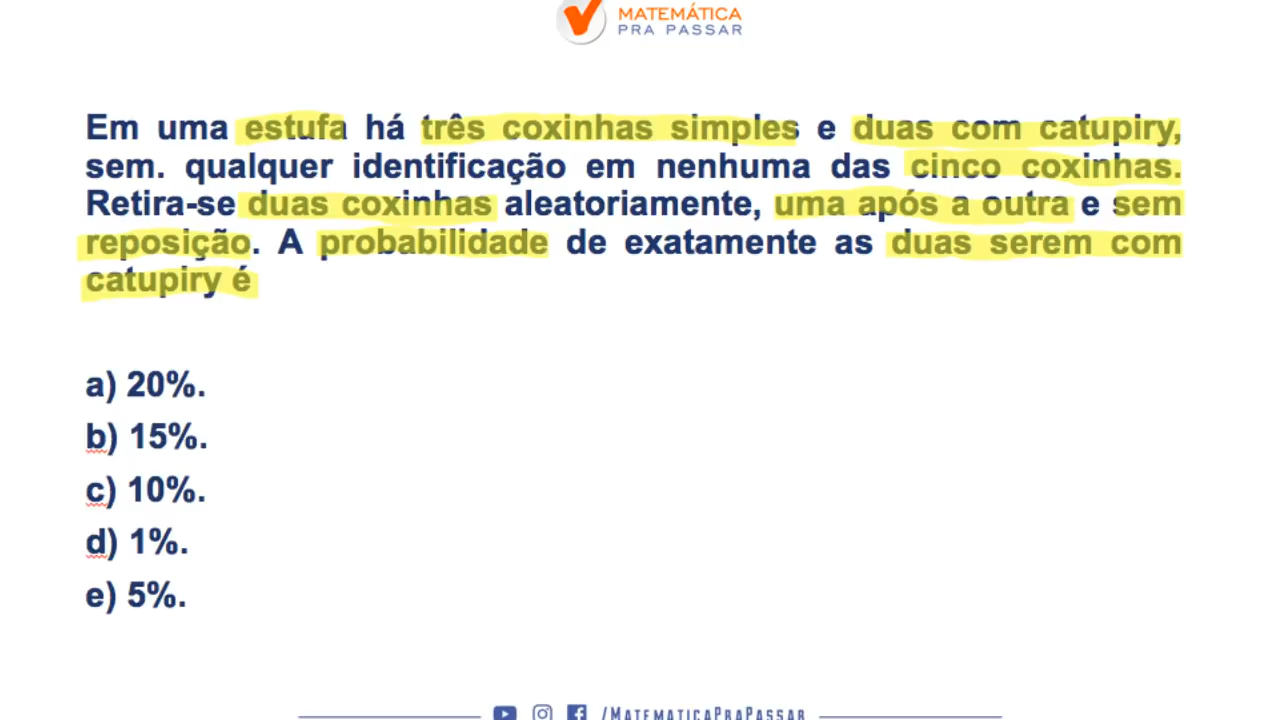 MATEMÁTICA
PRA PASSAR
Em uma estufa há três coxinhas simples e duas com catupiry,
sem. qualquer identificação em nenhuma das cinco coxinhas.
Retira-se duas coxinhas aleatoriamente, uma após a outra e sem
reposição. A probabilidade de exatamente as duas serem com
catupiry é
a) 20%.
b) 15%.
c) 10%.
d) 1%.
e) 5%.
/MATEMATICAPRAPASSAR